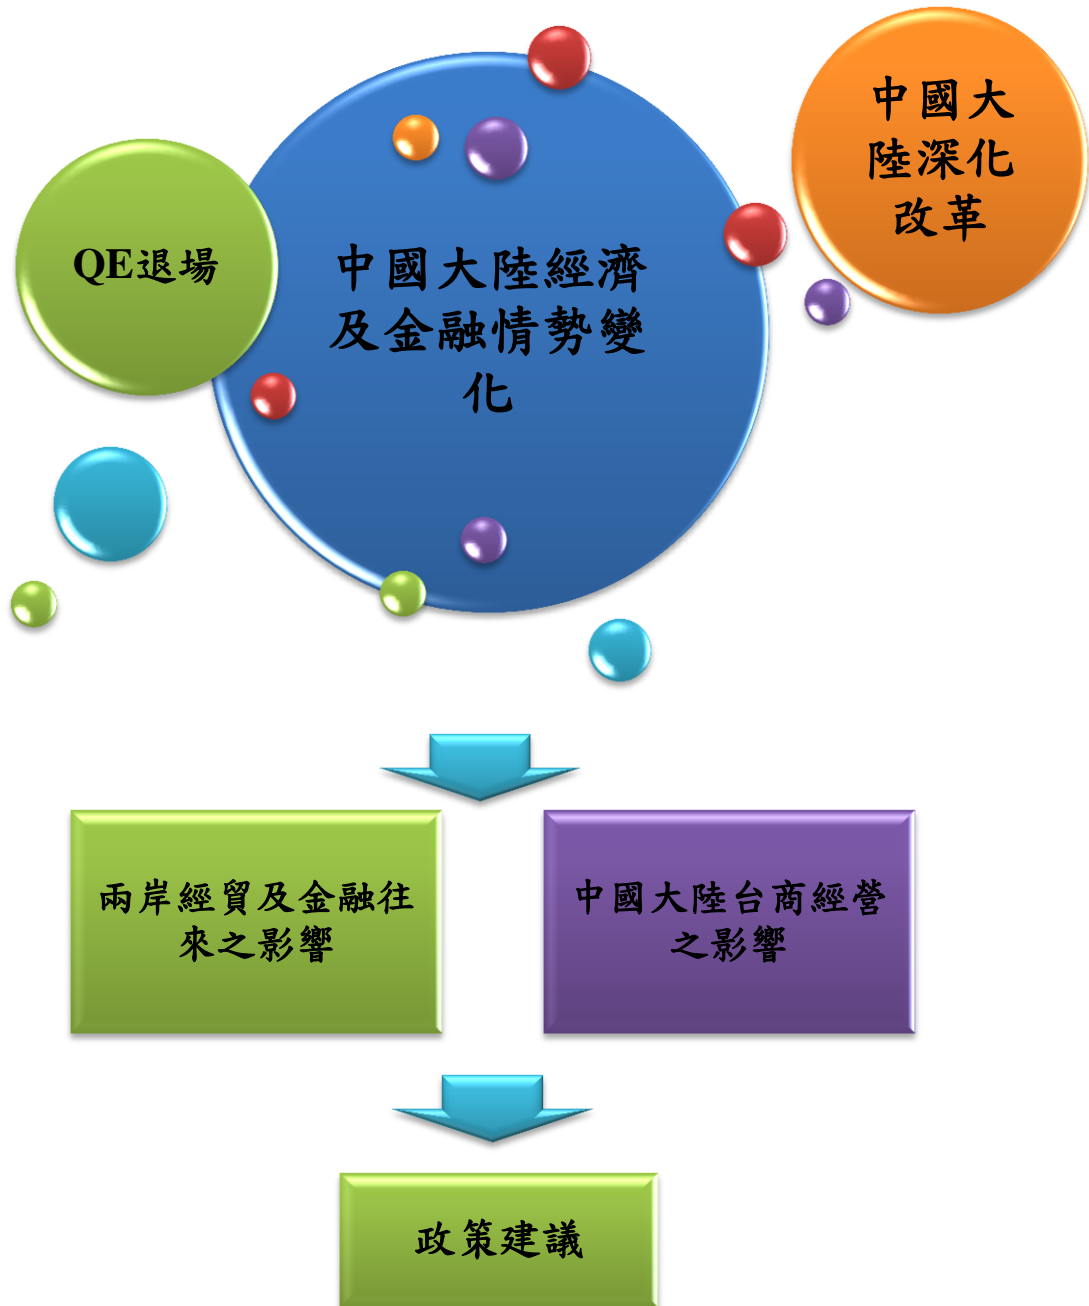 中國大
陸深化
改革
QE退場
中國大陸經濟
及金融情勢變
化
兩岸經貿及金融往
來之影響
中國大陸台商經營
之影響
政策建議